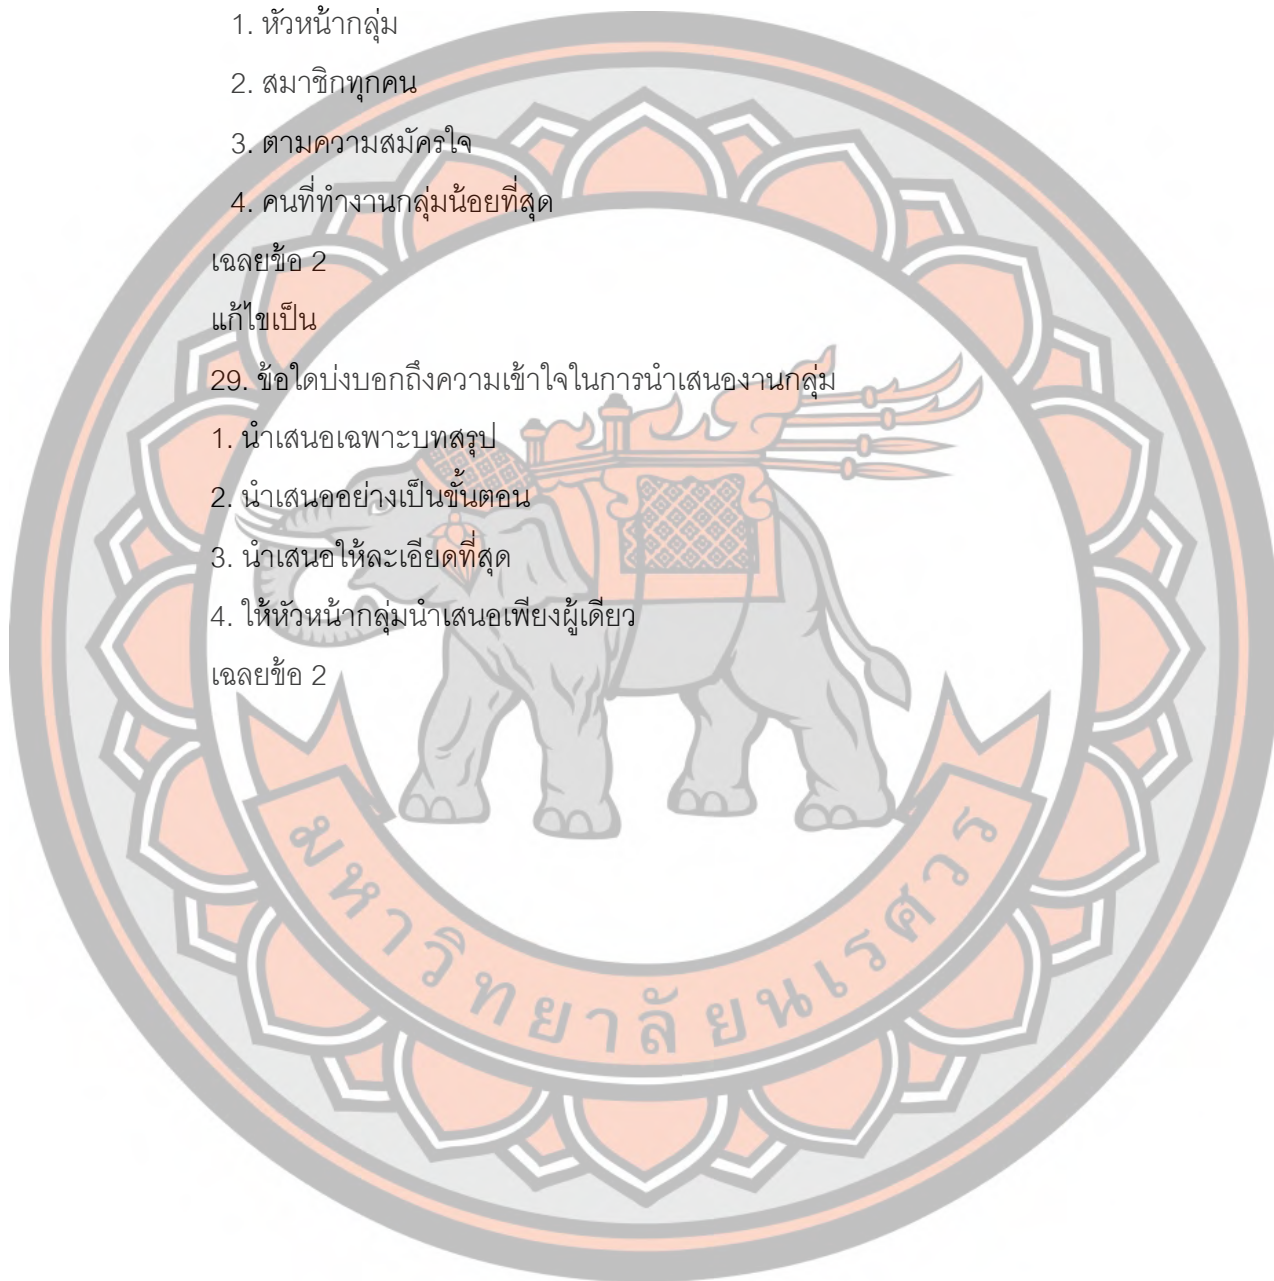 1. หัวหน้ากลุ่ม
2. สมาชิกทุกคน
3. ตามความสมัครใจ
4. คนที่ทำงานกลุ่มน้อยที่สุด
เฉลยข้อ 2
แก้ไขเป็น
29. ข้อใดบ่งบอกถึงความเข้าใจในการนำเสนองานกลุ่ม
1. นำเสนอเฉพาะบทสรุป
2. นำเสนออย่างเป็นขั้นตอน
3. นำเสนอให้ละเอียดที่สุด
4. ให้หัวหน้ากลุ่มนำเสนอเพียงผู้เดียว
เฉลยข้อ 2
มหาวิทยาลัยนเรศวร